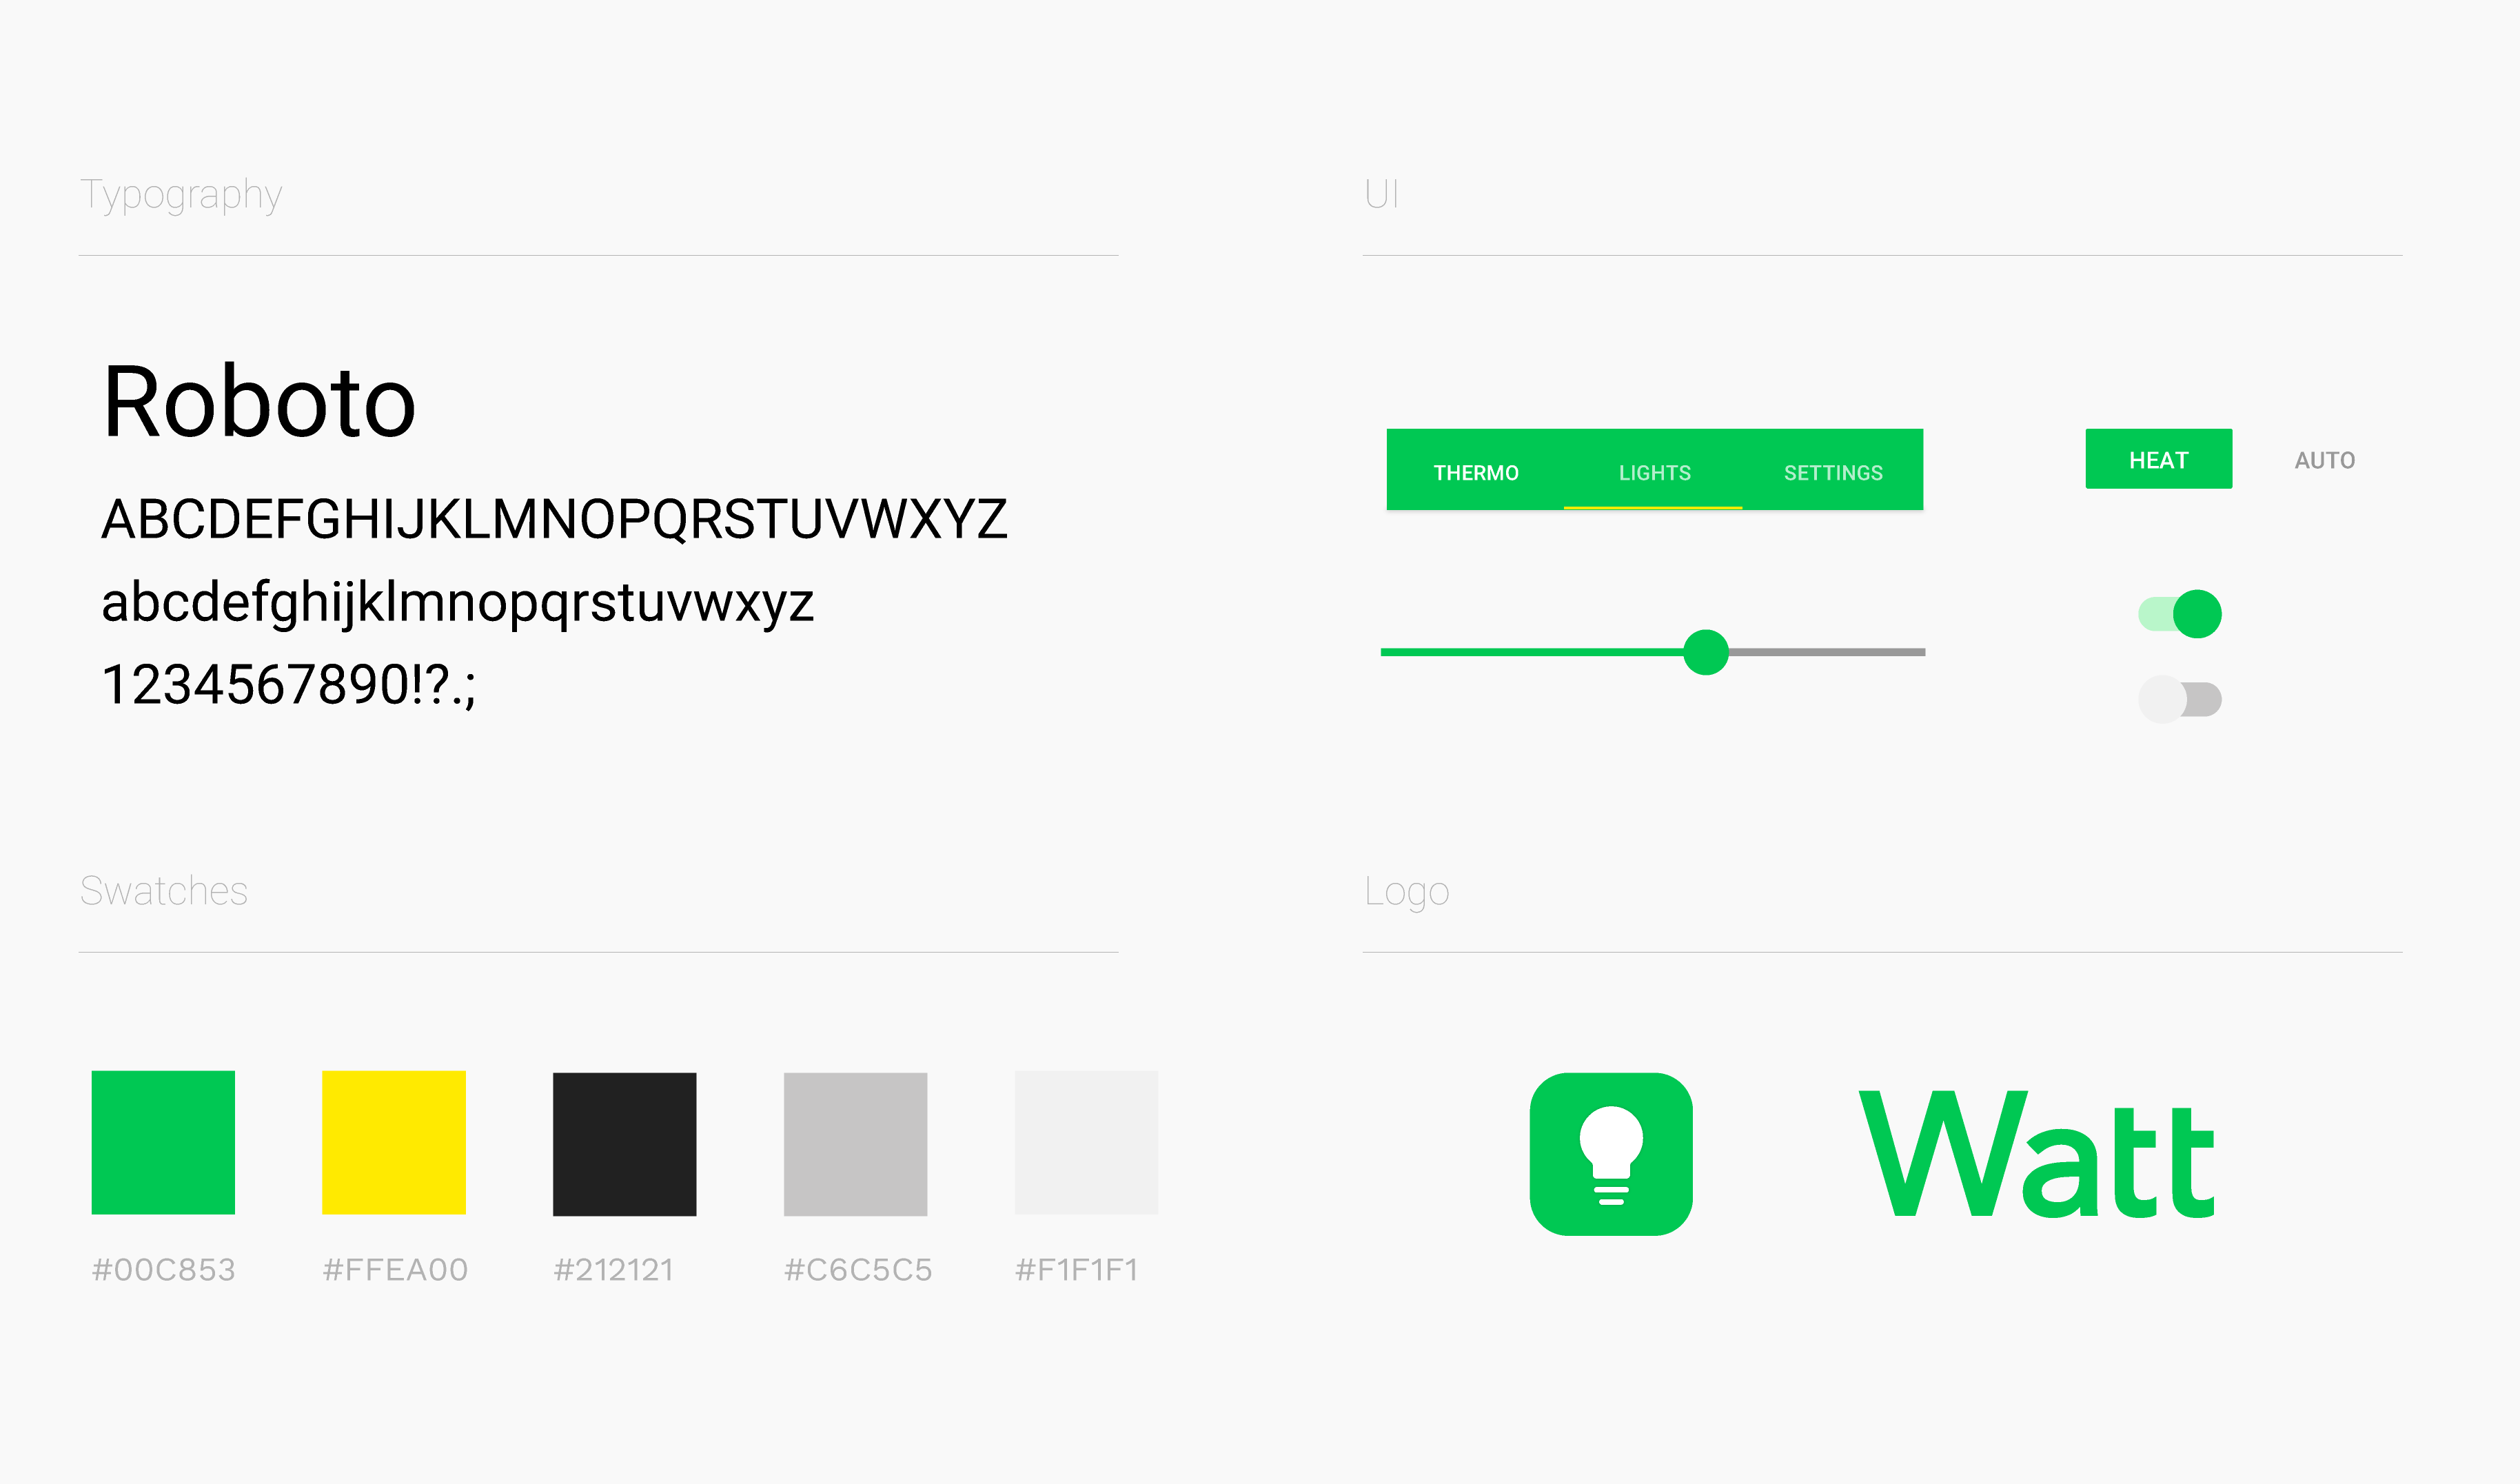 Typography
Roboto
ABCDEFGHIJKLMNOPQRSTUVWXYZ
abcdefghijklmnopqrstuvwxyz
1234567890!?.;
UI
THERMO LIGHTS SETTINGS
HEAT AUTO
Swatches
#00C853 #FFEA00 #212121 #C6C5C5 #F1F1F1
Logo
Watt